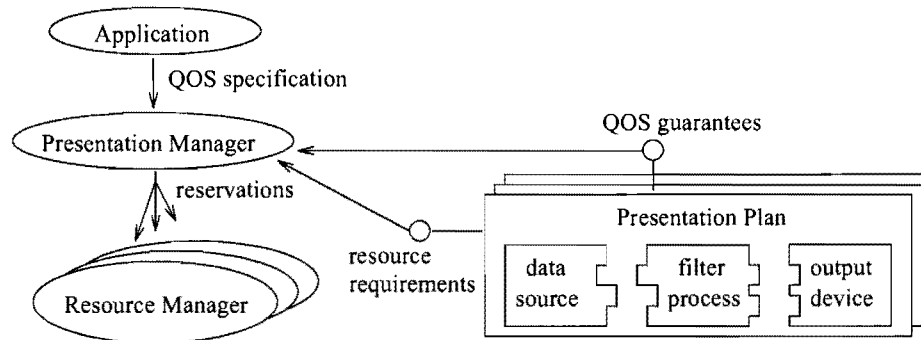 Application
QOS specification
QOS guarantees
Presentation Manager
reservations
Presentation Plan
resource
requirements
data
source
filter
process
output
device
Resource Manager